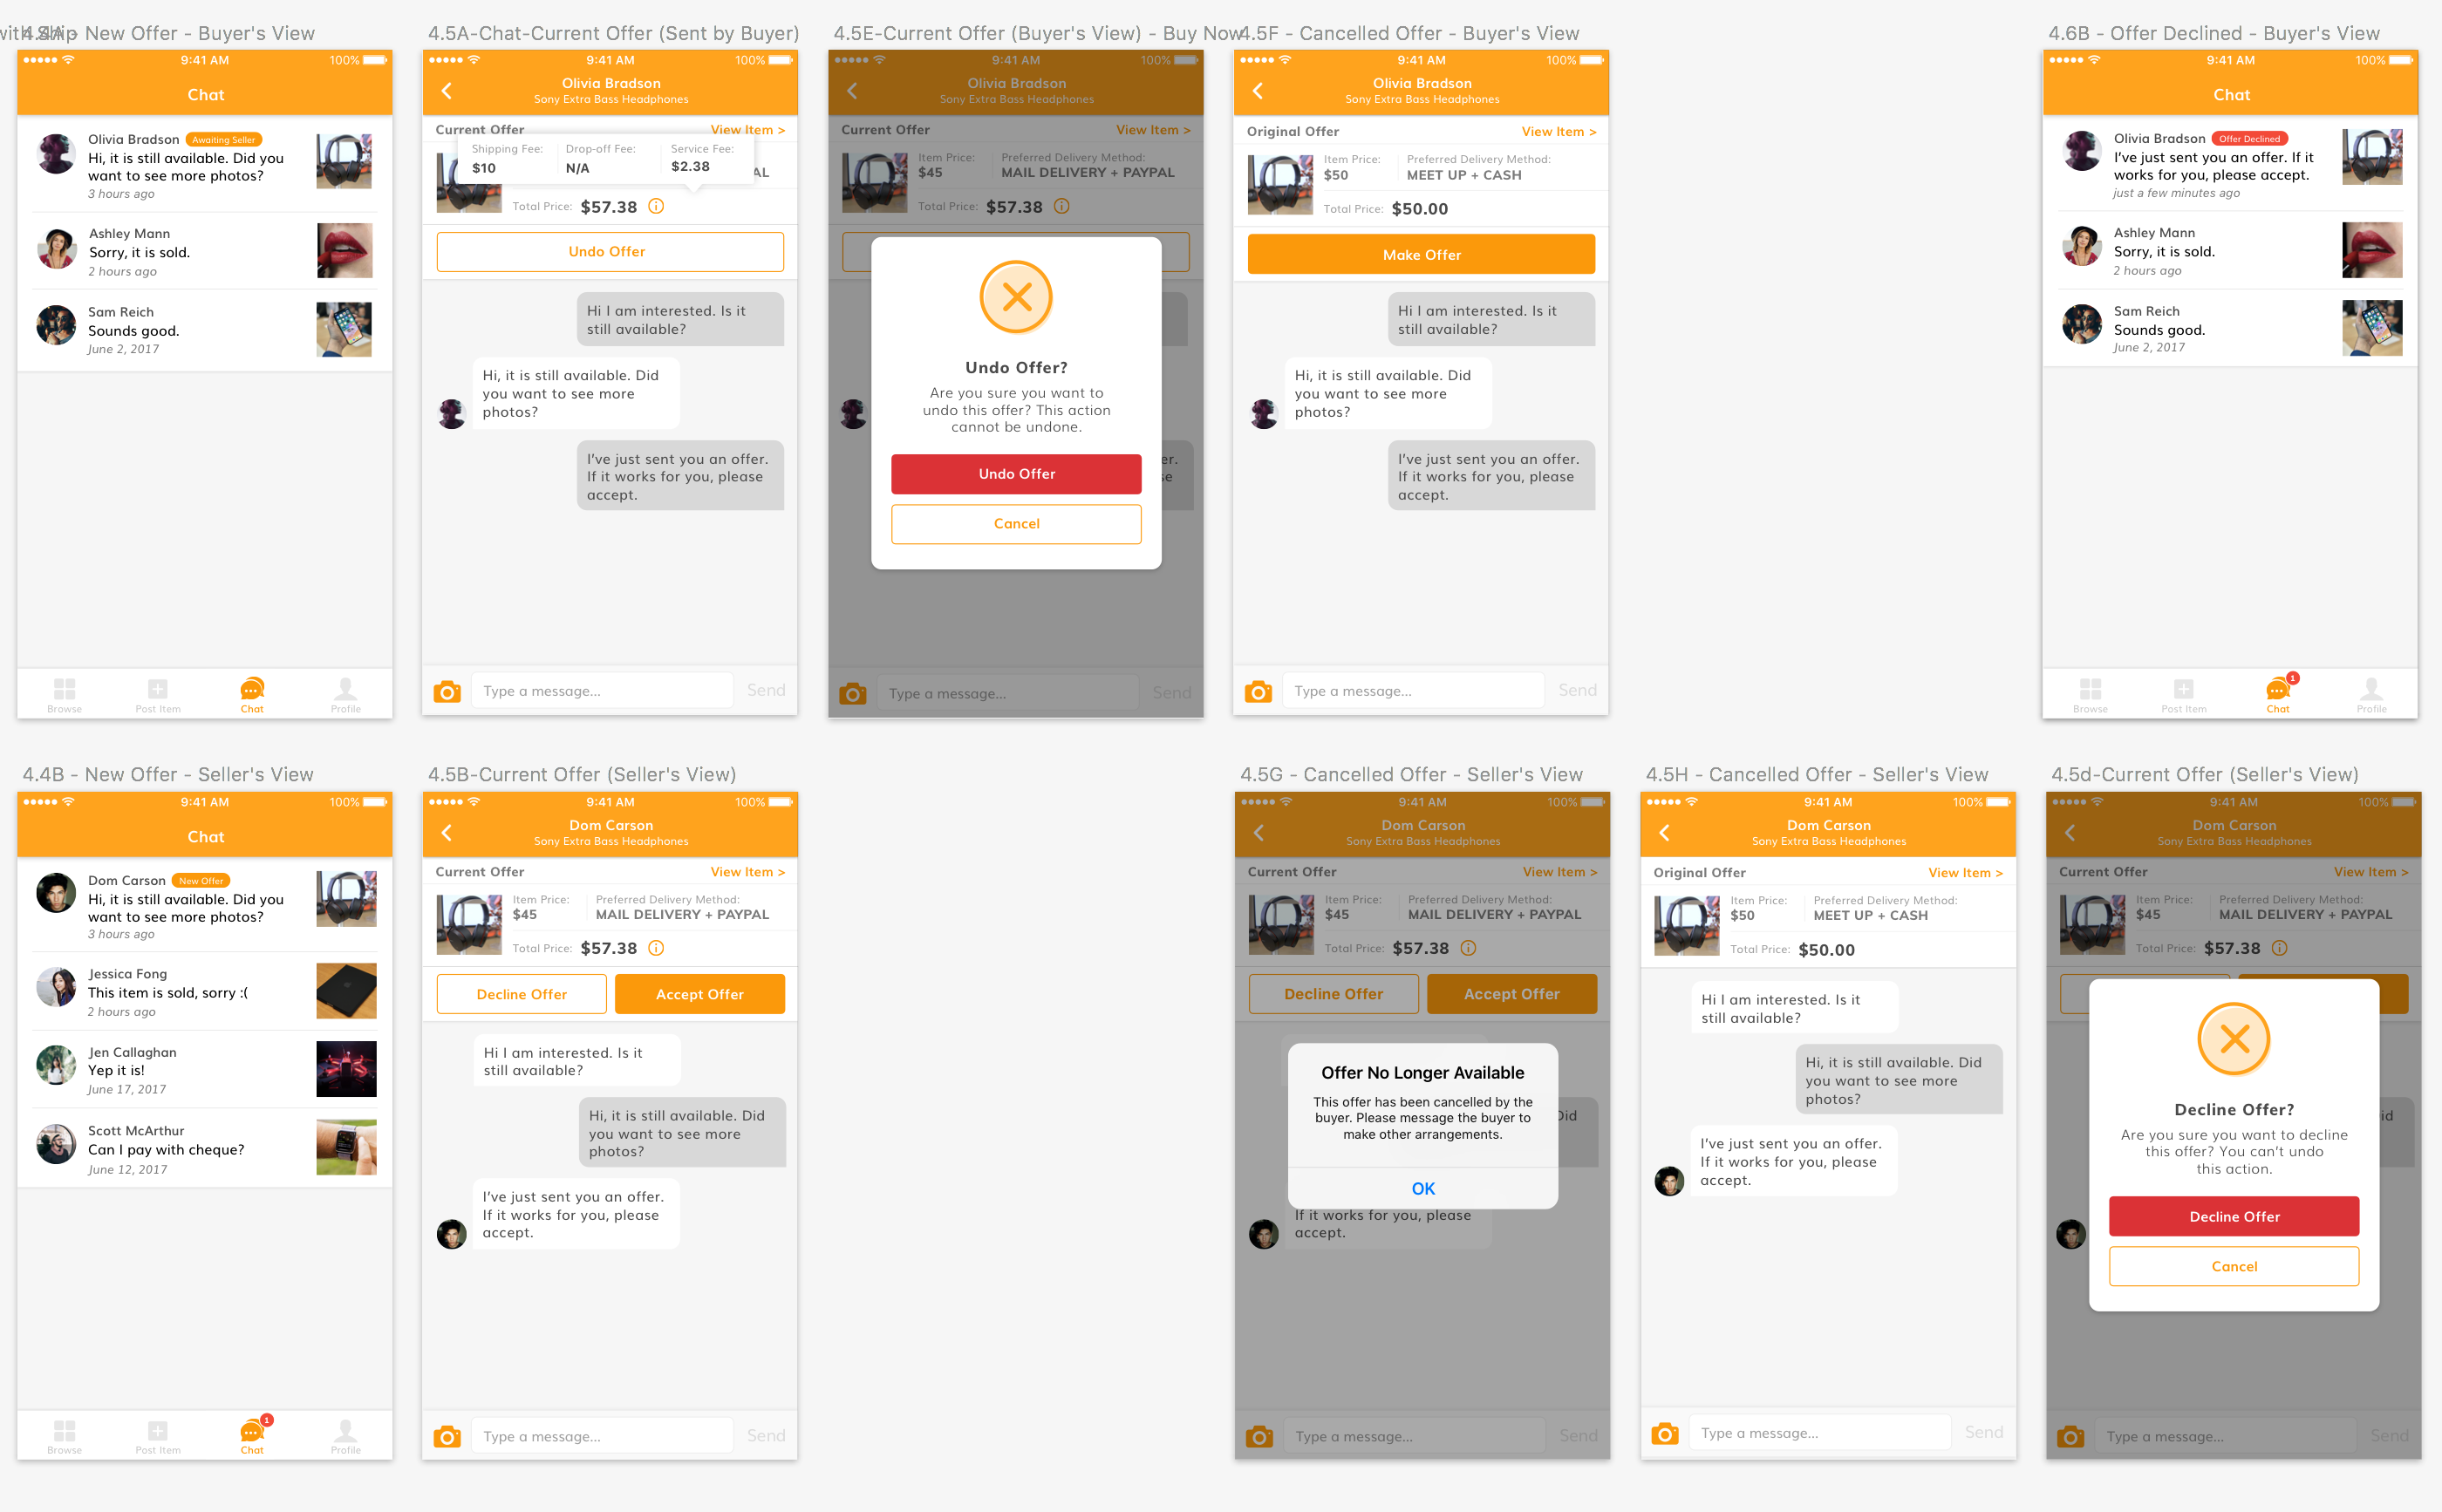 with Ship
4.4A - New Offer - Buyer's View
9:41 AM
100%
Chat
Olivia Bradson
Awaiting Seller
Hi, it is still available. Did you
want to see more photos?
3 hours ago
Ashley Mann
Sorry, it is sold.
2 hours ago
Sam Reich
Sounds good.
June 2, 2017
Browse
Post Item
Chat
Profile
4.5A-Chat-Current Offer (Sent by Buyer)
9:41 AM
100%
Olivia Bradson
Sony Extra Bass Headphones
Current Offer
View Item >
Shipping Fee:
$10
Drop-off Fee:
N/A
Service Fee:
$2.38
AL
Total Price: $57.38
Undo Offer
Hi I am interested. Is it
still available?
Hi, it is still available. Did
you want to see more
photos?
I've just sent you an offer.
If it works for you, please
accept.
Type a message...
Send
4.5E-Current Offer (Buyer's View) - Buy Now
9:41 AM
100%
Olivia Bradson
Sony Extra Bass Headphones
Current Offer
View Item >
Item Price:
$45
Preferred Delivery Method:
MAIL DELIVERY + PAYPAL
Total Price: $57.38
Undo Offer?
Are you sure you want to
undo this offer? This action
cannot be undone.
er.
se
Undo Offer
Cancel
Type a message...
Send
4.5F - Cancelled Offer - Buyer's View
9:41 AM
100%
Olivia Bradson
Sony Extra Bass Headphones
Original Offer
View Item >
Item Price:
$50
Preferred Delivery Method:
MEET UP + CASH
Total Price: $50.00
Make Offer
Hi I am interested. Is it
still available?
Hi, it is still available. Did
you want to see more
photos?
I've just sent you an offer.
If it works for you, please
accept.
Type a message...
Send
4.6B - Offer Declined - Buyer's View
9:41 AM
100%
Chat
Olivia Bradson
Offer Declined
I've just sent you an offer. If it
works for you, please accept.
just a few minutes ago
Ashley Mann
Sorry, it is sold.
2 hours ago
Sam Reich
Sounds good.
June 2, 2017
1
Browse
Post Item
Chat
Profile
4.4B - New Offer - Seller's View
9:41 AM
100%
Chat
Dom Carson
New Offer
Hi, it is still available. Did you
want to see more photos?
3 hours ago
Jessica Fong
This item is sold, sorry :(
2 hours ago
Jen Callaghan
Yep it is!
June 17, 2017
Scott McArthur
Can I pay with cheque?
June 12, 2017
1
Browse
Post Item
Chat
Profile
4.5B-Current Offer (Seller's View)
9:41 AM
100%
Dom Carson
Sony Extra Bass Headphones
Current Offer
View Item >
Item Price:
$45
Preferred Delivery Method:
MAIL DELIVERY + PAYPAL
Total Price: $57.38
Decline Offer
Accept Offer
Hi I am interested. Is it
still available?
Hi, it is still available. Did
you want to see more
photos?
I've just sent you an offer.
If it works for you, please
accept.
Type a message...
Send
4.5G - Cancelled Offer - Seller's View
9:41 AM
100%
Dom Carson
Sony Extra Bass Headphones
Current Offer
View Item >
Item Price:
$45
Preferred Delivery Method:
MAIL DELIVERY + PAYPAL
Total Price: $57.38
Decline Offer
Accept Offer
Offer No Longer Available
This offer has been cancelled by the
buyer. Please message the buyer to
make other arrangements.
Did
OK
If it works for you, please
accept.
Type a message...
Send
4.5H - Cancelled Offer - Seller's View
9:41 AM
100%
Dom Carson
Sony Extra Bass Headphones
Original Offer
View Item >
Item Price:
$50
Preferred Delivery Method:
MEET UP + CASH
Total Price: $50.00
Hi I am interested. Is it
still available?
Hi, it is still available. Did
you want to see more
photos?
I've just sent you an offer.
If it works for you, please
accept.
Type a message...
Send
4.5d-Current Offer (Seller's View)
9:41 AM
100%
Dom Carson
Sony Extra Bass Headphones
Current Offer
View Item >
Item Price:
$45
Preferred Delivery Method:
MAIL DELIVERY + PAYPAL
Total Price: $57.38
Decline Offer?
id
Are you sure you want to decline
this offer? You can't undo
this action.
Decline Offer
Cancel
Type a message...
Send